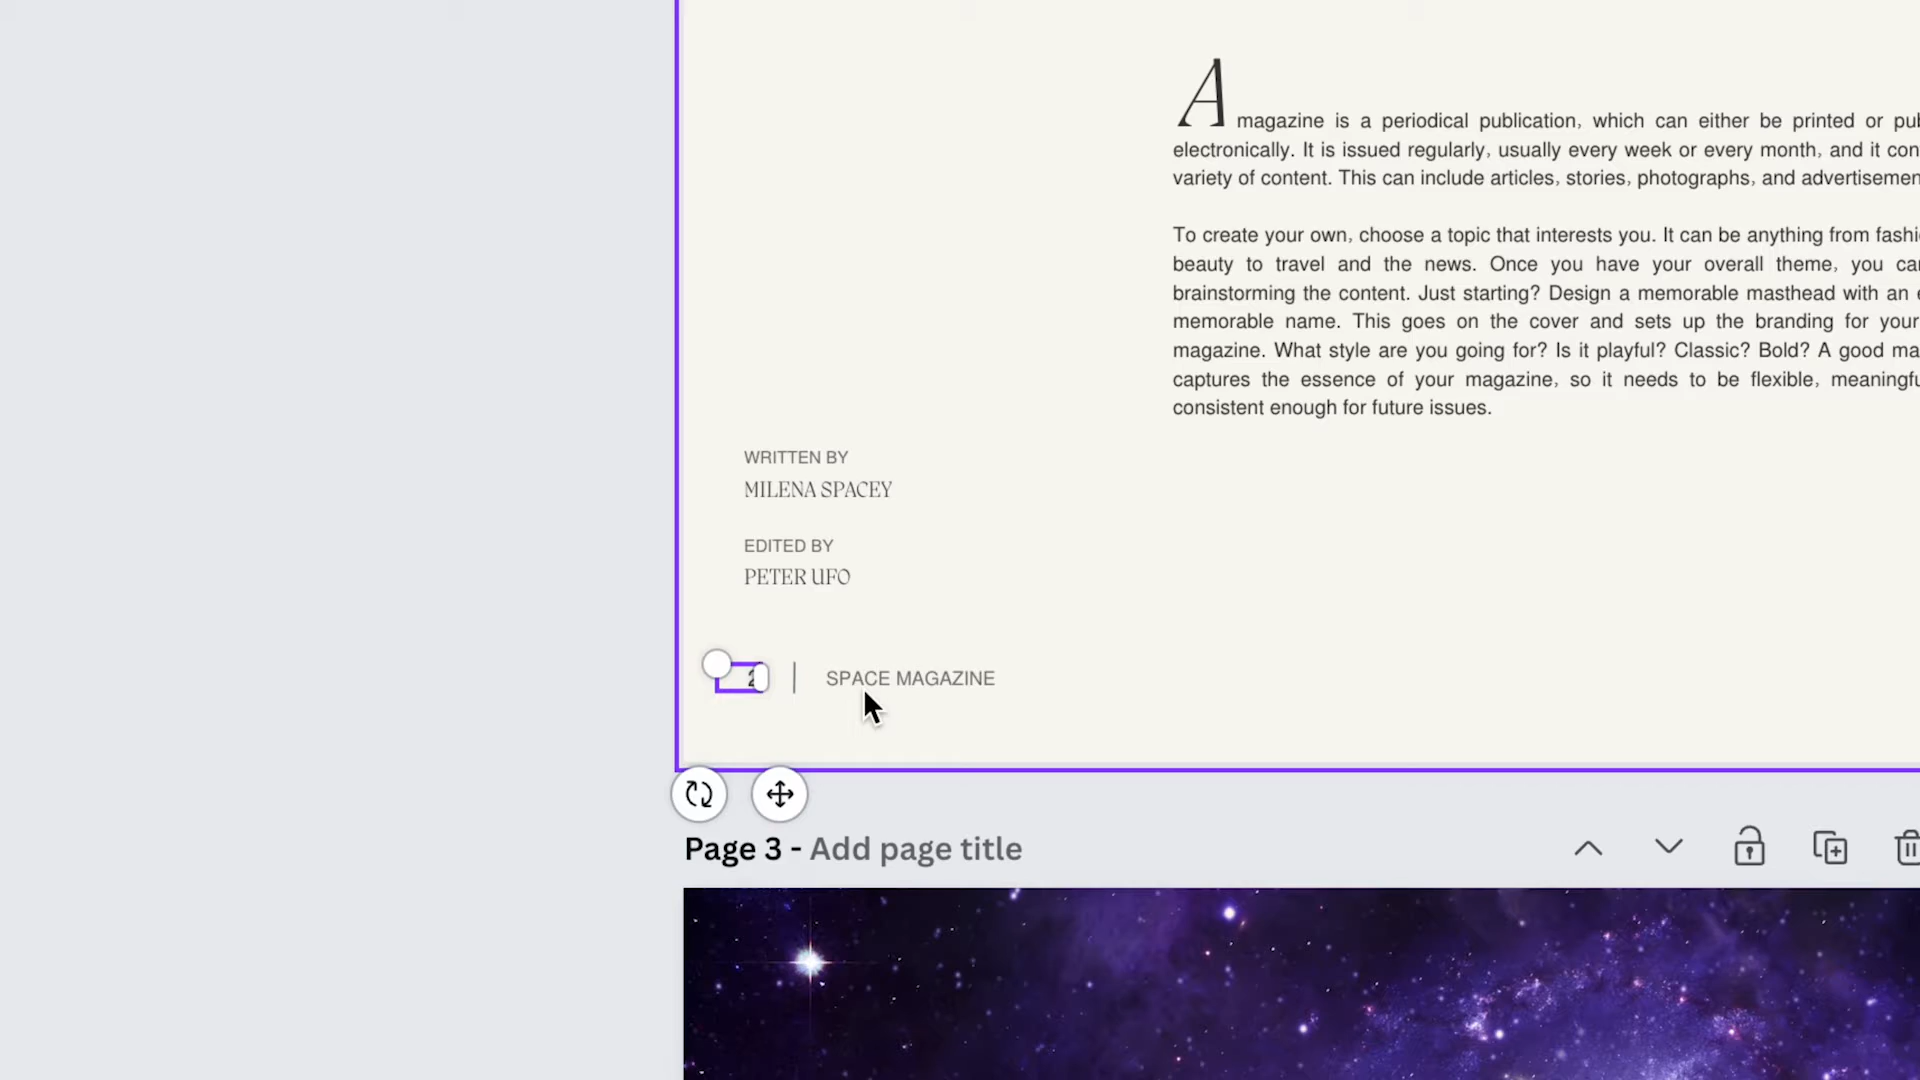 A magazine is a periodical publication, which can either be printed or
electronically. It is issued regularly, usually every week or every month, and it
variety of content. This can include articles, stories, photographs, and
To create your own, choose a topic that interests you. It can be anything from
beauty to travel and the news. Once you have your overall theme, you
brainstorming the content. Just starting? Design a memorable masthead with an
memorable name. This goes on the cover and sets up the branding for your
magazine. What style are you going for? Is it playful? Classic? Bold? A good
captures the essence of your magazine, so it needs to be flexible,
consistent enough for future issues.
WRITTEN BY
MILENA SPACEY
EDITED BY
PETER UFO
2 | SPACE MAGAZINE
Page 3 - Add page title